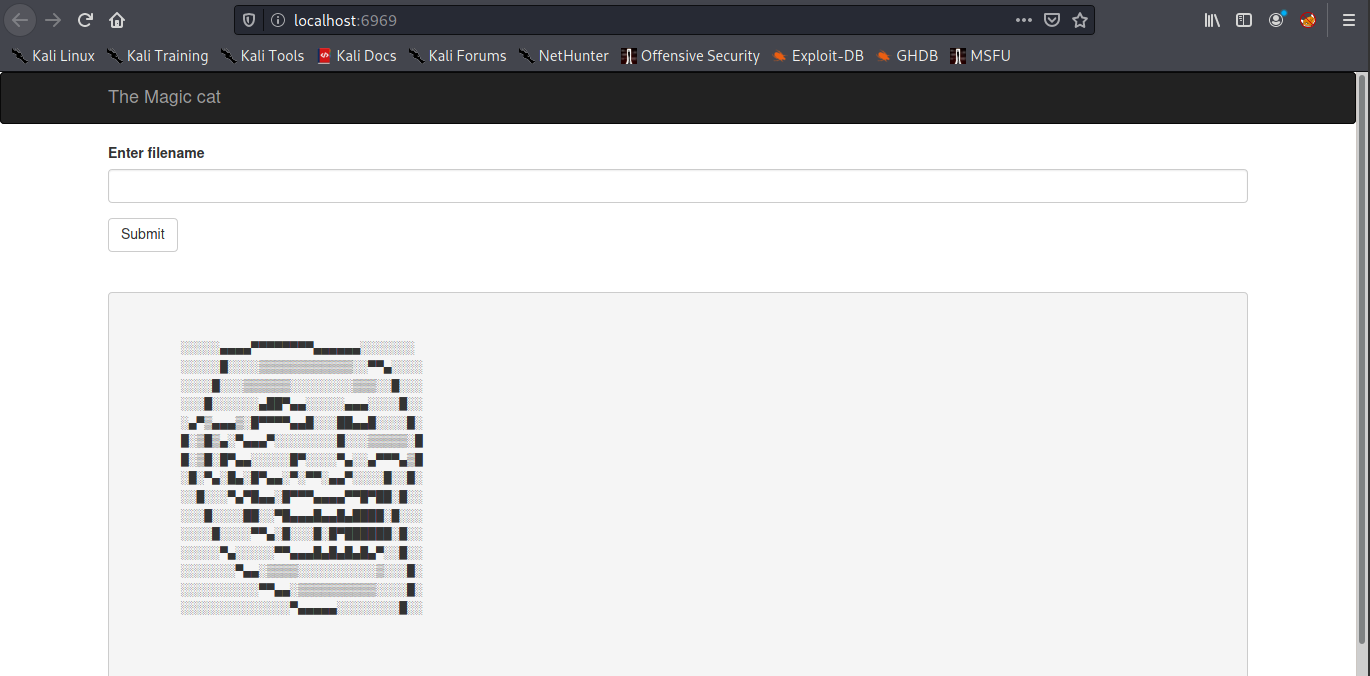 localhost:6969
Kali Linux Kali Training Kali Tools Kali Docs Kali Forums NetHunter Offensive Security Exploit-DB GHDB MSFU
The Magic cat
Enter filename
Submit